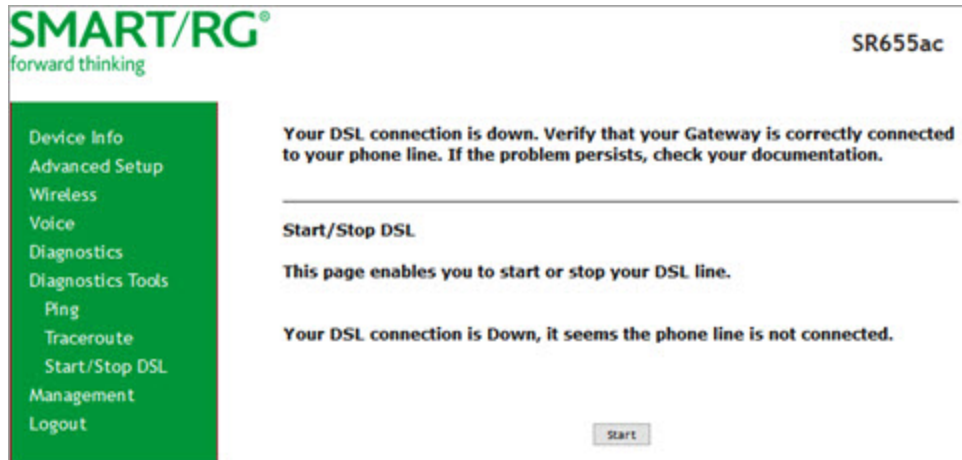 SMART/RG®
forward thinking
SR655ac
Device Info
Advanced Setup
Wireless
Voice
Diagnostics
Diagnostics Tools
Ping
Traceroute
Start/Stop DSL
Management
Logout
Your DSL connection is down. Verify that your Gateway is correctly connected
to your phone line. If the problem persists, check your documentation.
Start/Stop DSL
This page enables you to start or stop your DSL line.
Your DSL connection is Down, it seems the phone line is not connected.
Start